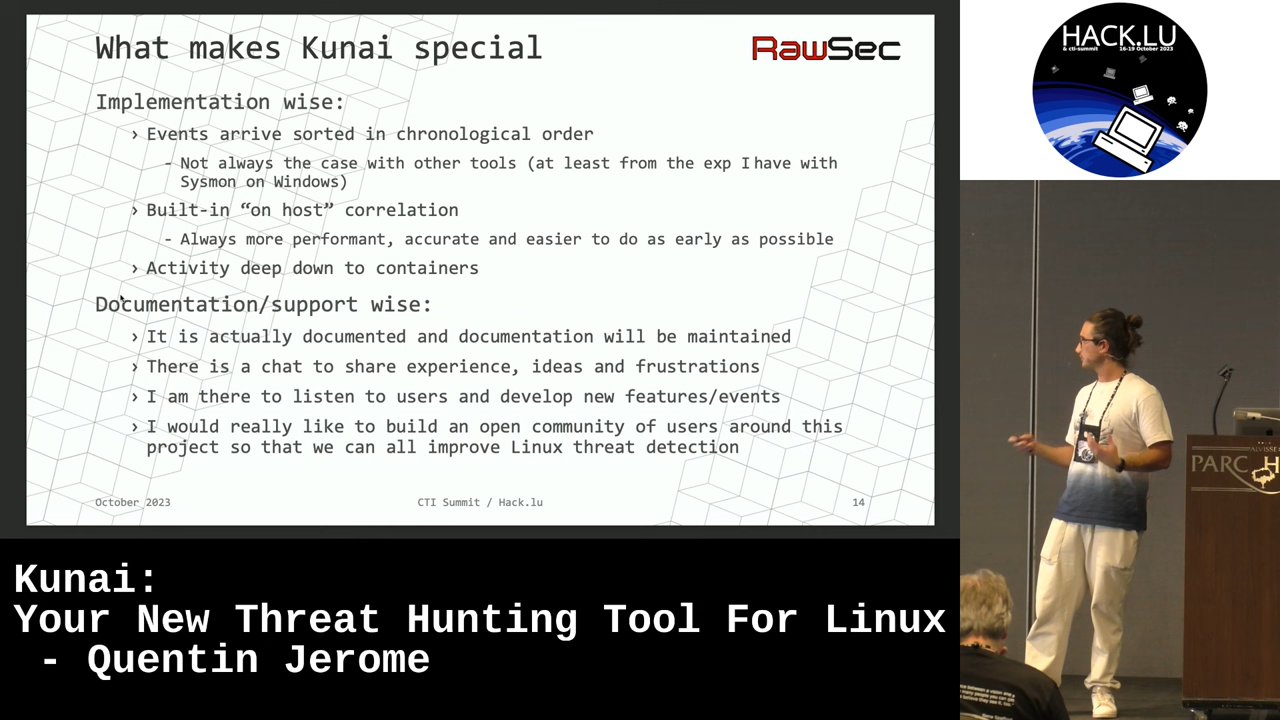 What makes Kunai special
RawSec
Implementation wise:
› Events arrive sorted in chronological order
- Not always the case with other tools (at least from the exp I have with
Sysmon on Windows)
› Built-in “on host” correlation
- Always more performant, accurate and easier to do as early as possible
› Activity deep down to containers
Documentation/support wise:
› It is actually documented and documentation will be maintained
› There is a chat to share experience, ideas and frustrations
› I am there to listen to users and develop new features/events
› I would really like to build an open community of users around this
project so that we can all improve Linux threat detection
October 2023
CTI Summit / Hack.lu
14
HACK.LU
& cti-summit 16-19 October 2023
PARC H
Kunai:
Your New Threat Hunting Tool For Linux
- Quentin Jerome